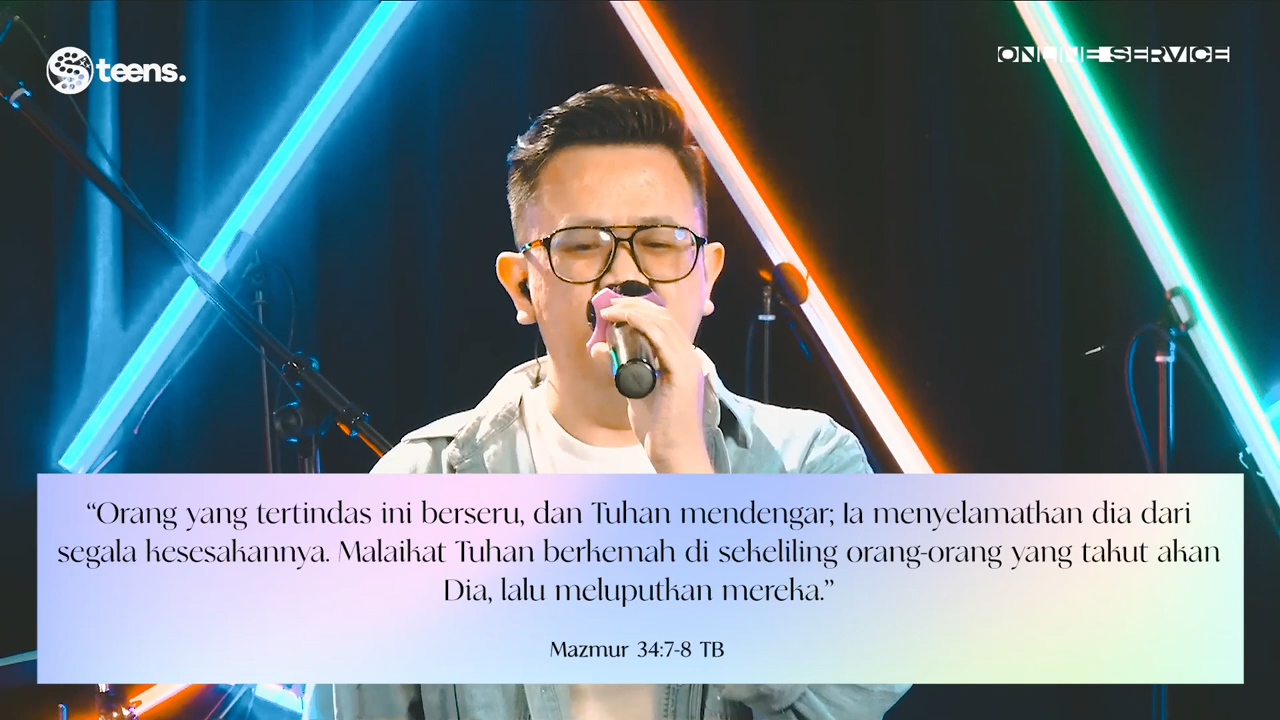 Steens.
ONLINE SERVICE
“Orang yang tertindas ini berseru, dan Tuhan mendengar; Ia menyelamatkan dia dari
segala kesesakannya. Malaikat Tuhan berkemah di sekeliling orang-orang yang takut akan
Dia, lalu meluputkan mereka.”
Mazmur 34:7-8 TB